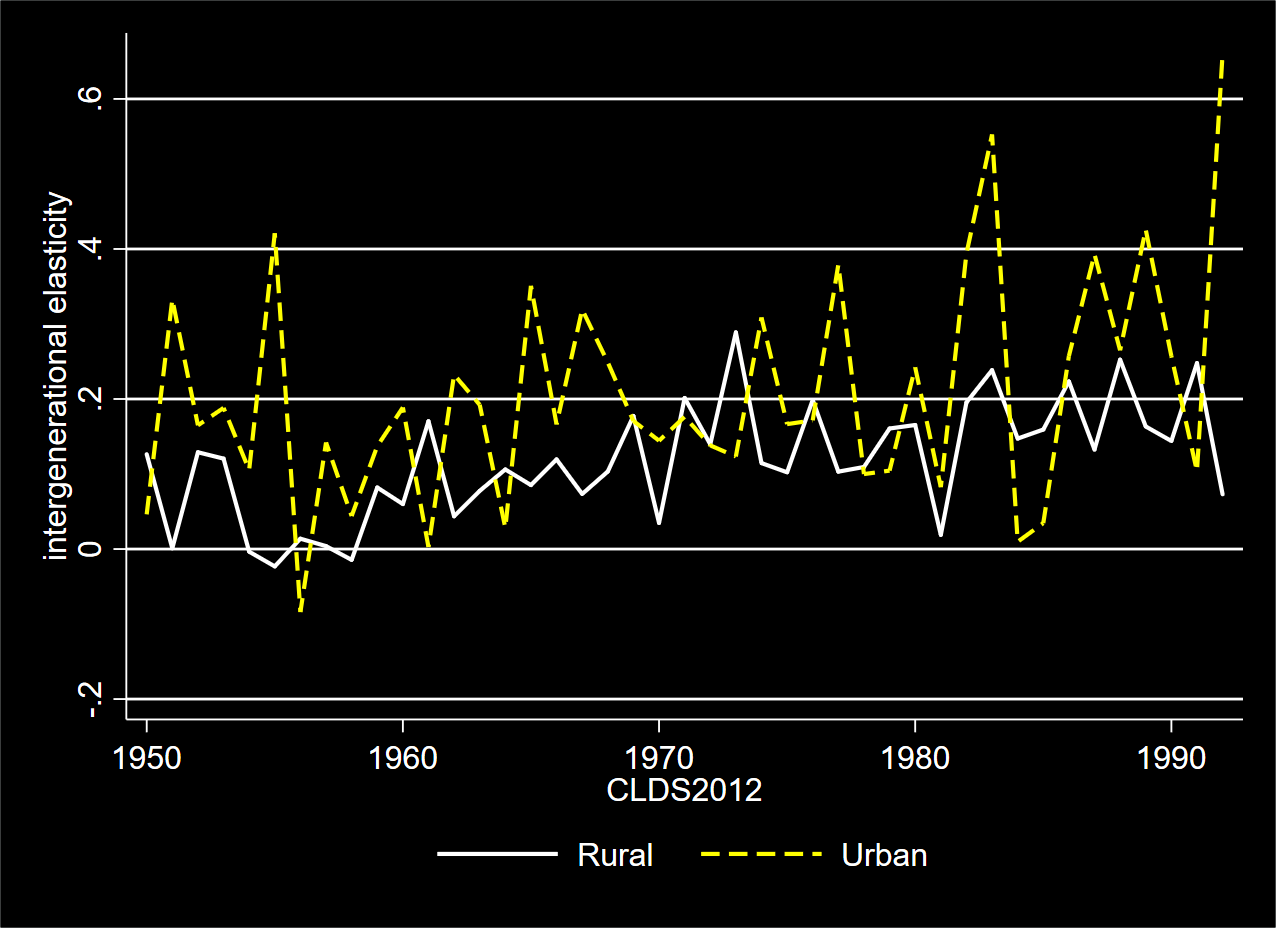 intergenerational elasticity
.6
.4
.2
0
-.2
1950 1960 1970 1980 1990
CLDS2012
Rural Urban